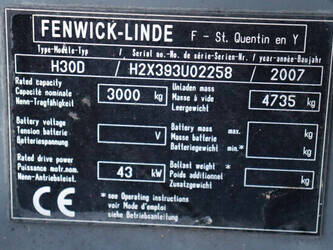 FENWICK-LINDE F - St. Quentin en Y
Type-Modèle-Typ / Serial no.-No. de série-Serien-Nr. / year-année-Baujahr
H30D / H2X393U02258 / 2007
Rated capacity
Capacité nominale 3000 kg
Nenn-Tragfähigkeit
Unladen mass
Masse à vide 4735 kg
Leergewicht
Battery voltage
Tension batterie V
Batteriespannung
Battery mass max kg
Masse batterie
Batteriegewicht min.* kg
Rated drive power
Puissance motr.nom. 43 kW
Nenn-Antriebsleist.
Ballast weight *
Poids additionnel kg
Zusatzgewicht
CE
* see Operating instructions
voir Mode d'emploi
siehe Betriebsanleitung